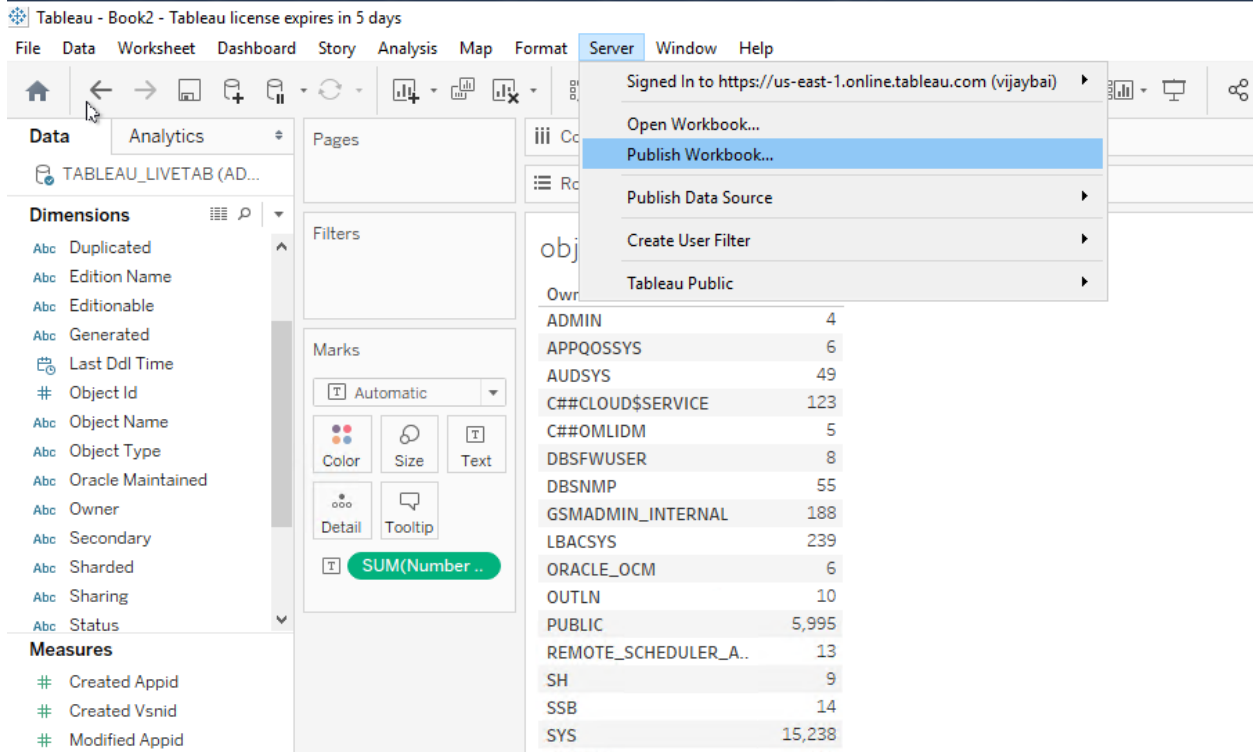 Tableau - Book2 - Tableau license expires in 5 days
File Data Worksheet Dashboard Story Analysis Map Format Server Window Help
Signed In to https://us-east-1.online.tableau.com (vijaybai)
Open Workbook...
Publish Workbook...
Publish Data Source
Create User Filter
Tableau Public
Data Analytics
TABLEAU_LIVETAB (AD...
Dimensions
Abc Duplicated
Abc Edition Name
Abc Editionable
Abc Generated
Last Ddl Time
# Object Id
Abc Object Name
Abc Object Type
Abc Oracle Maintained
Abc Owner
Abc Secondary
Abc Sharded
Abc Sharing
Abc Status
Measures
# Created Appid
# Created Vsnid
# Modified Appid
Pages
Filters
Marks
T Automatic
Color Size T Text
Detail Tooltip
T SUM(Number ..
iii Co
Ro
obj
Own
ADMIN 4
APPQOSSYS 6
AUDSYS 49
C##CLOUD$SERVICE 123
C##OMLIDM 5
DBSFWUSER 8
DBSNMP 55
GSMADMIN_INTERNAL 188
LBACSYS 239
ORACLE_OCM 6
OUTLN 10
PUBLIC 5,995
REMOTE_SCHEDULER_A.. 13
SH 9
SSB 14
SYS 15,238